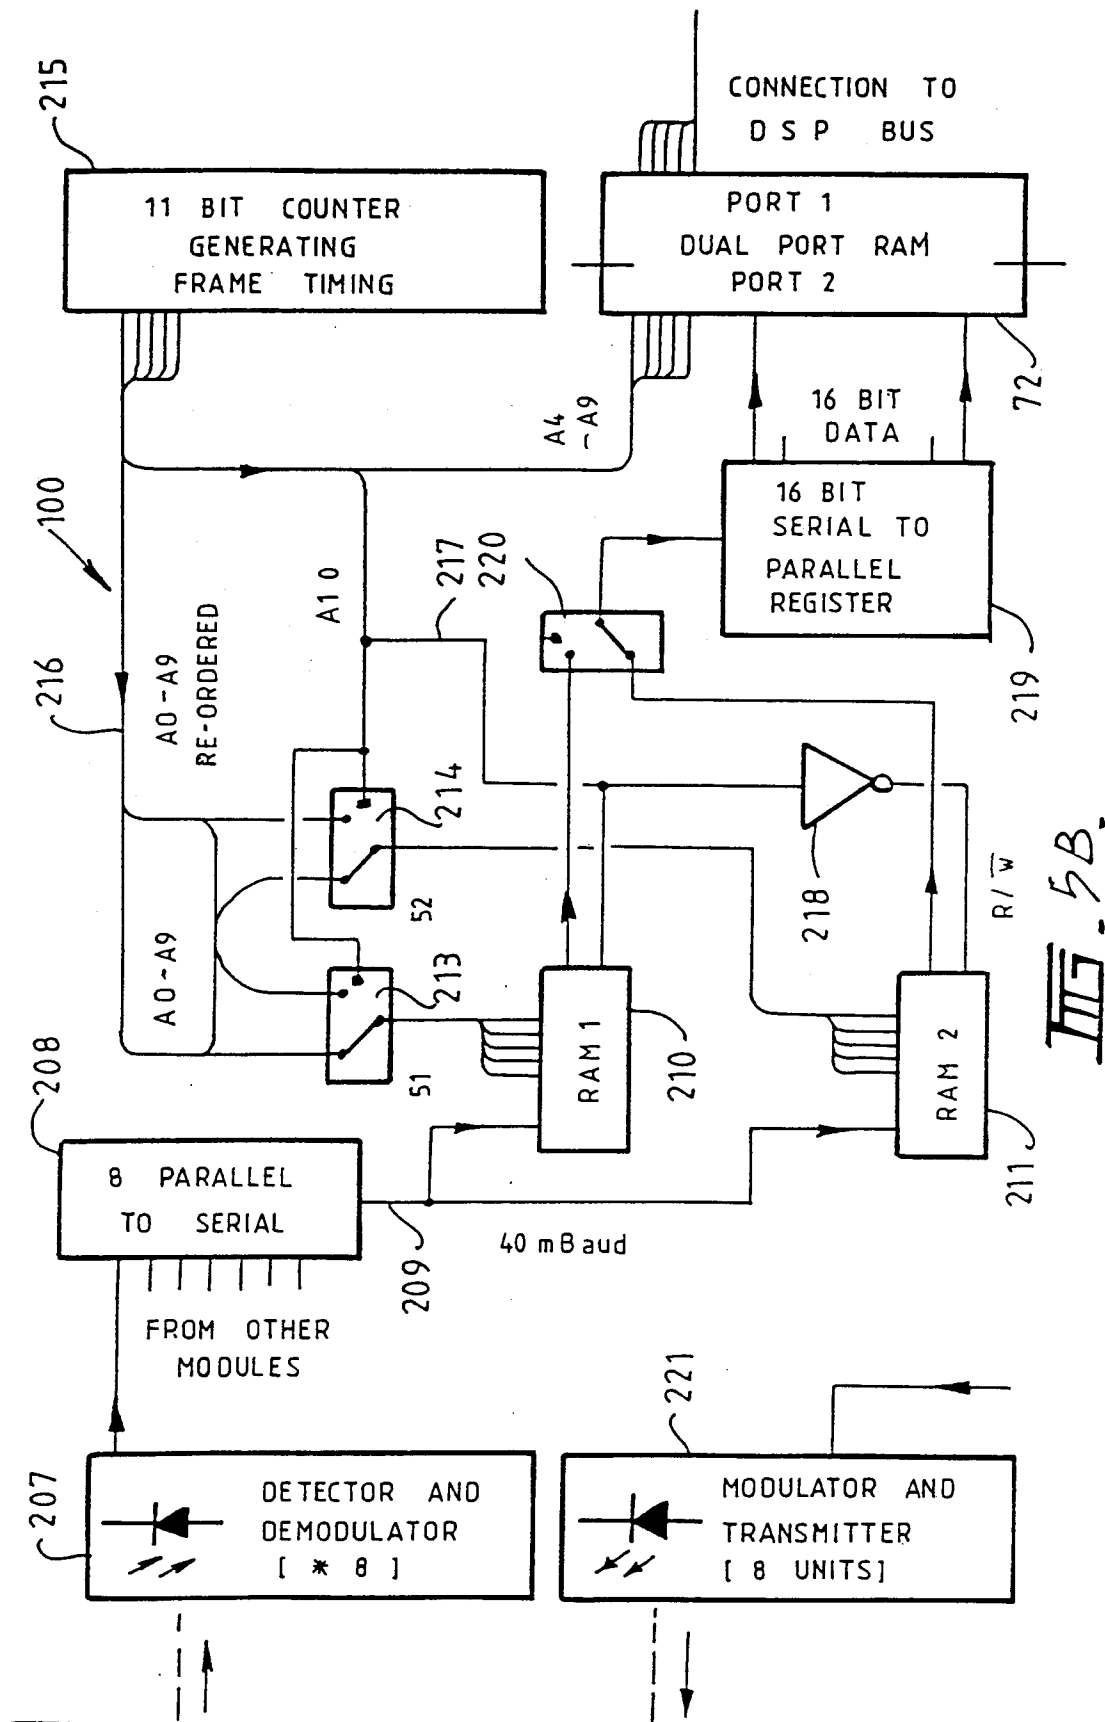 215
11 BIT COUNTER
GENERATING
FRAME TIMING
CONNECTION TO
DSP BUS
PORT 1
DUAL PORT RAM
PORT 2
72
A4
~A9
16 BIT
DATA
100
A10
217
220
16 BIT
SERIAL TO
PARALLEL
REGISTER
219
216
A0~A9
RE-ORDERED
214
52
218
R/W̅
A0~A9
213
51
RAM 1
210
RAM 2
211
208
8 PARALLEL
TO SERIAL
209
40 mBaud
FROM OTHER
MODULES
207
DETECTOR AND
DEMODULATOR
[ * 8 ]
221
MODULATOR AND
TRANSMITTER
[ 8 UNITS]
FIG. 5B.